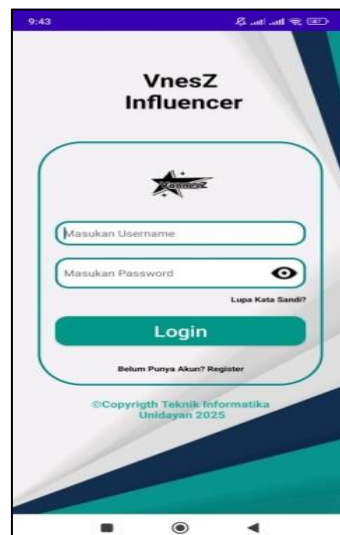 9:43
VnesZ
Influencer
Masukan Username
Masukan Password
Lupa Kata Sandi?
Login
Belum Punya Akun? Register
©Copyrigth Teknik Informatika
Unidayan 2025